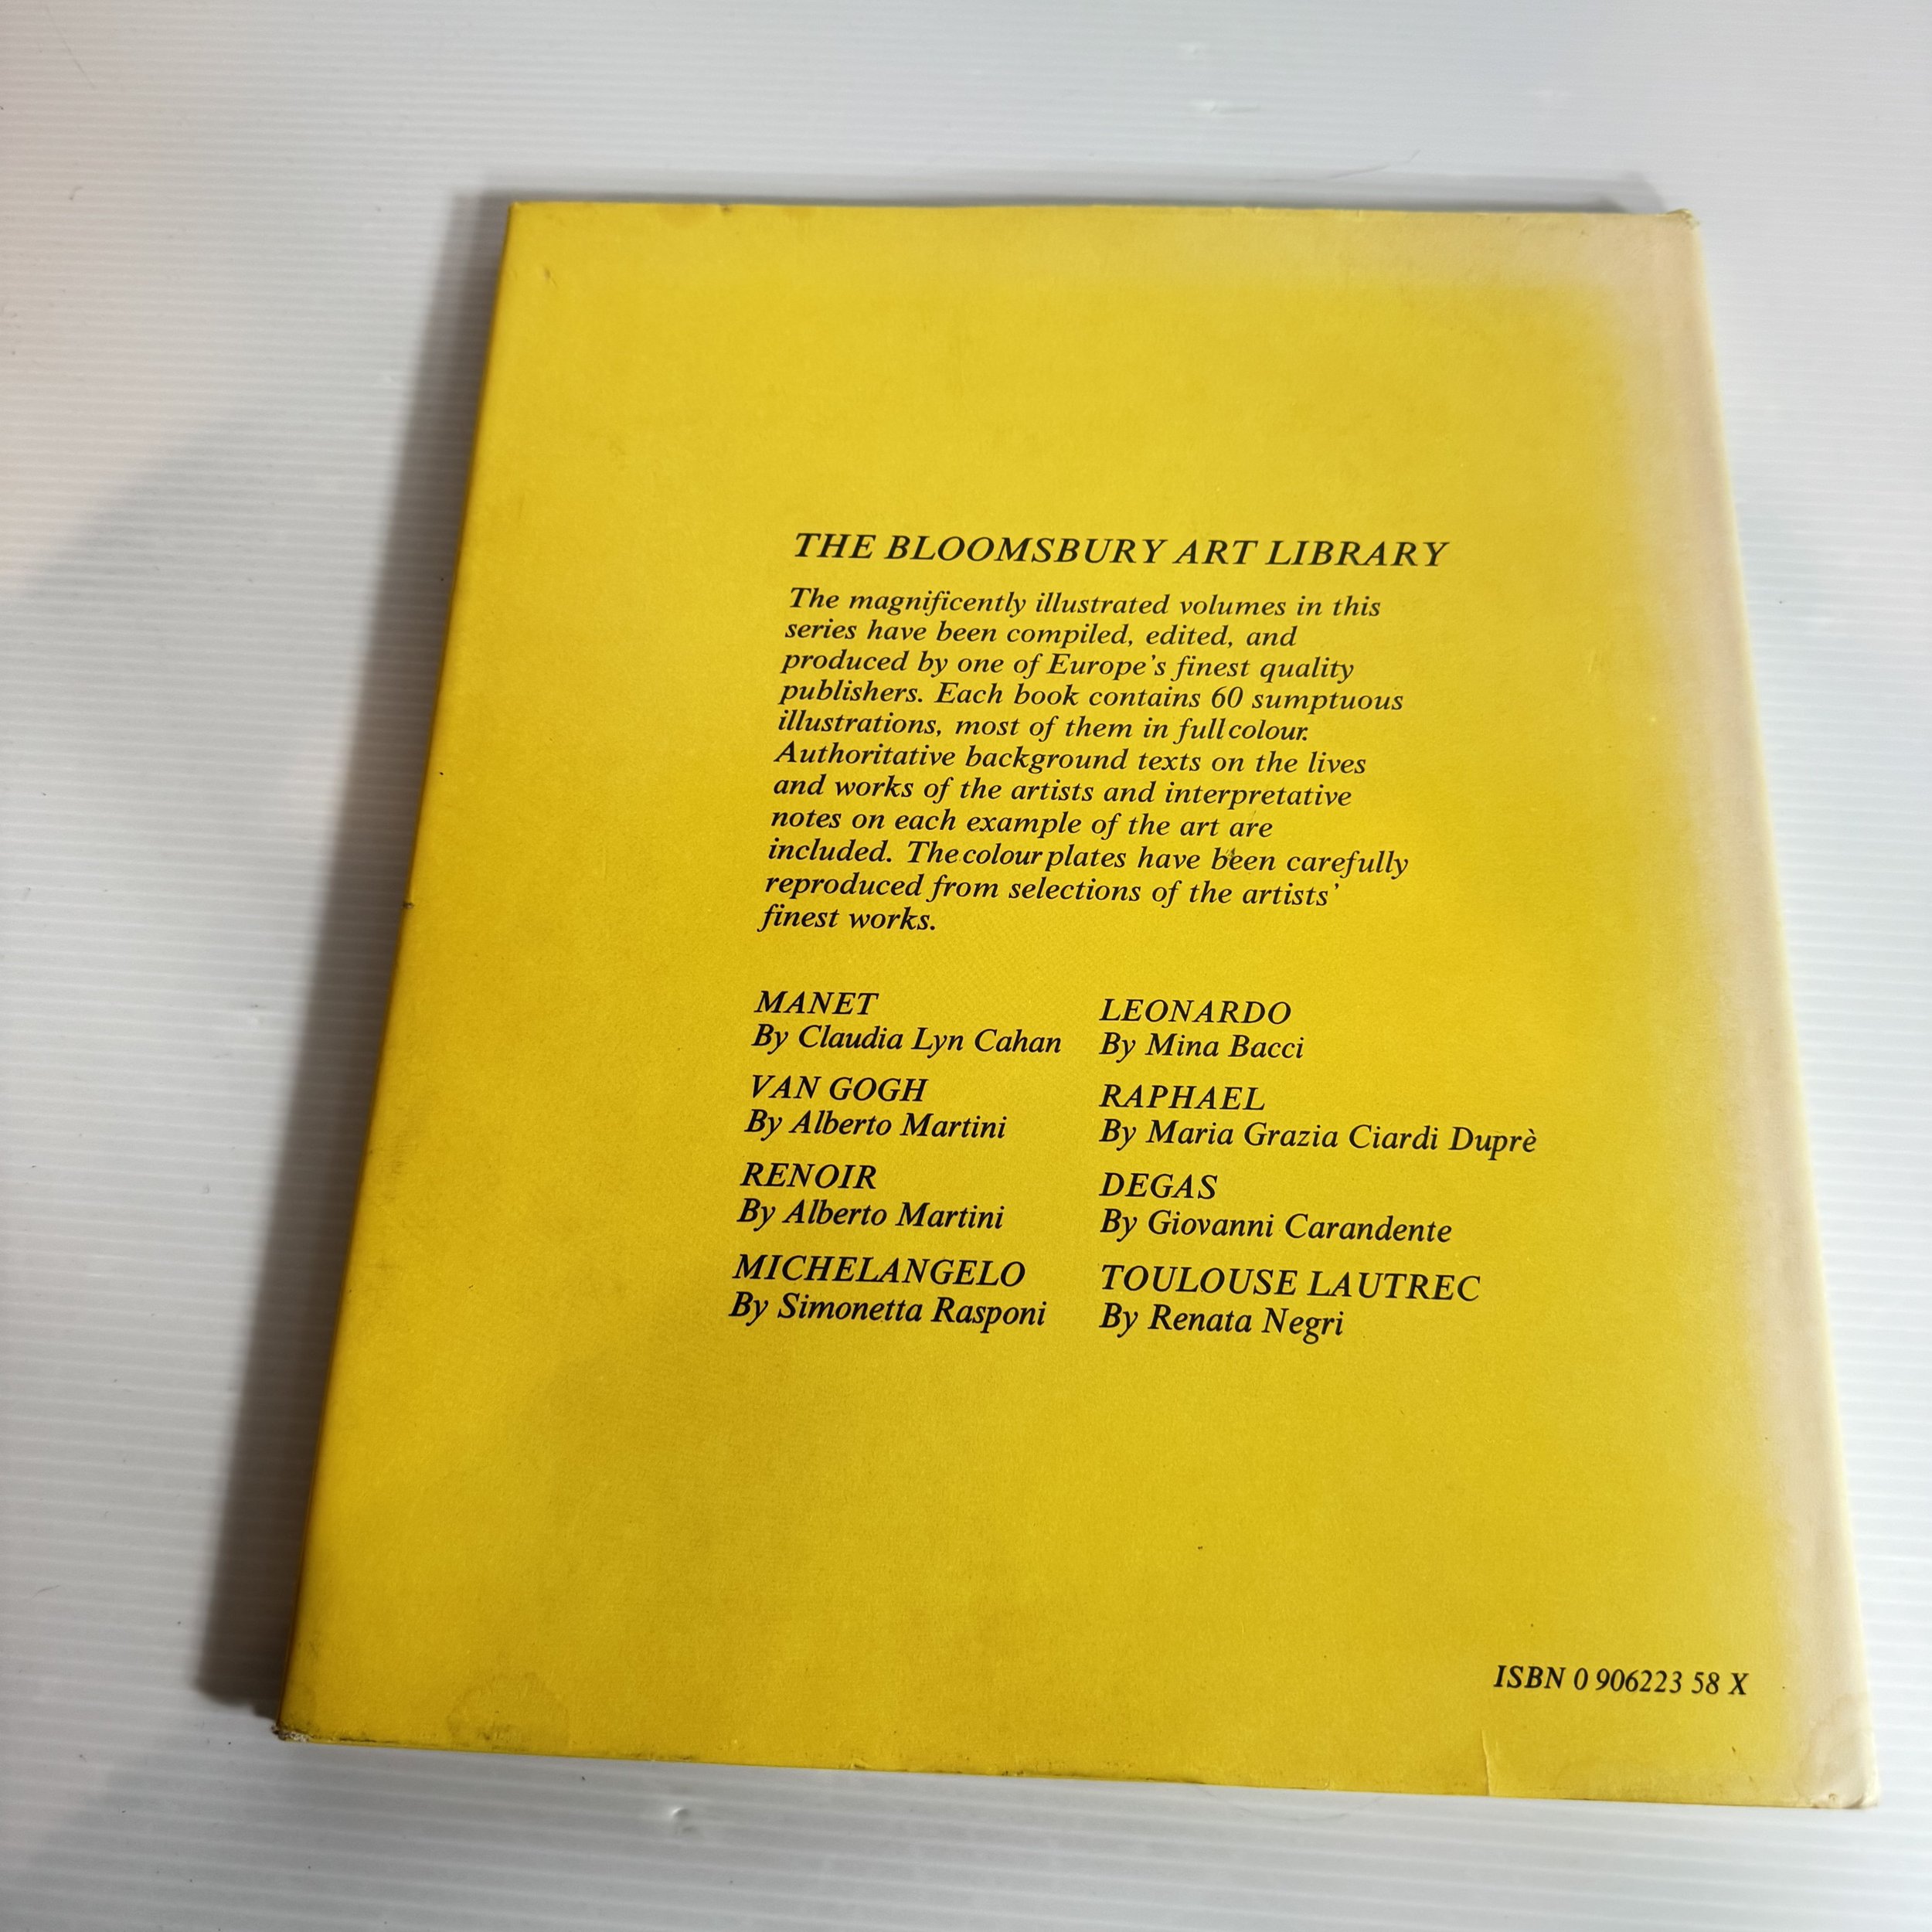 THE BLOOMSBURY ART LIBRARY
The magnificently illustrated volumes in this
series have been compiled, edited, and
produced by one of Europe's finest quality
publishers. Each book contains 60 sumptuous
illustrations, most of them in full colour.
Authoritative background texts on the lives
and works of the artists and interpretative
notes on each example of the art are
included. The colour plates have been carefully
reproduced from selections of the artists'
finest works.
MANET
By Claudia Lyn Cahan
VAN GOGH
By Alberto Martini
RENOIR
By Alberto Martini
MICHELANGELO
By Simonetta Rasponi
LEONARDO
By Mina Bacci
RAPHAEL
By Maria Grazia Ciardi Duprè
DEGAS
By Giovanni Carandente
TOULOUSE LAUTREC
By Renata Negri
ISBN 0 906223 58 X